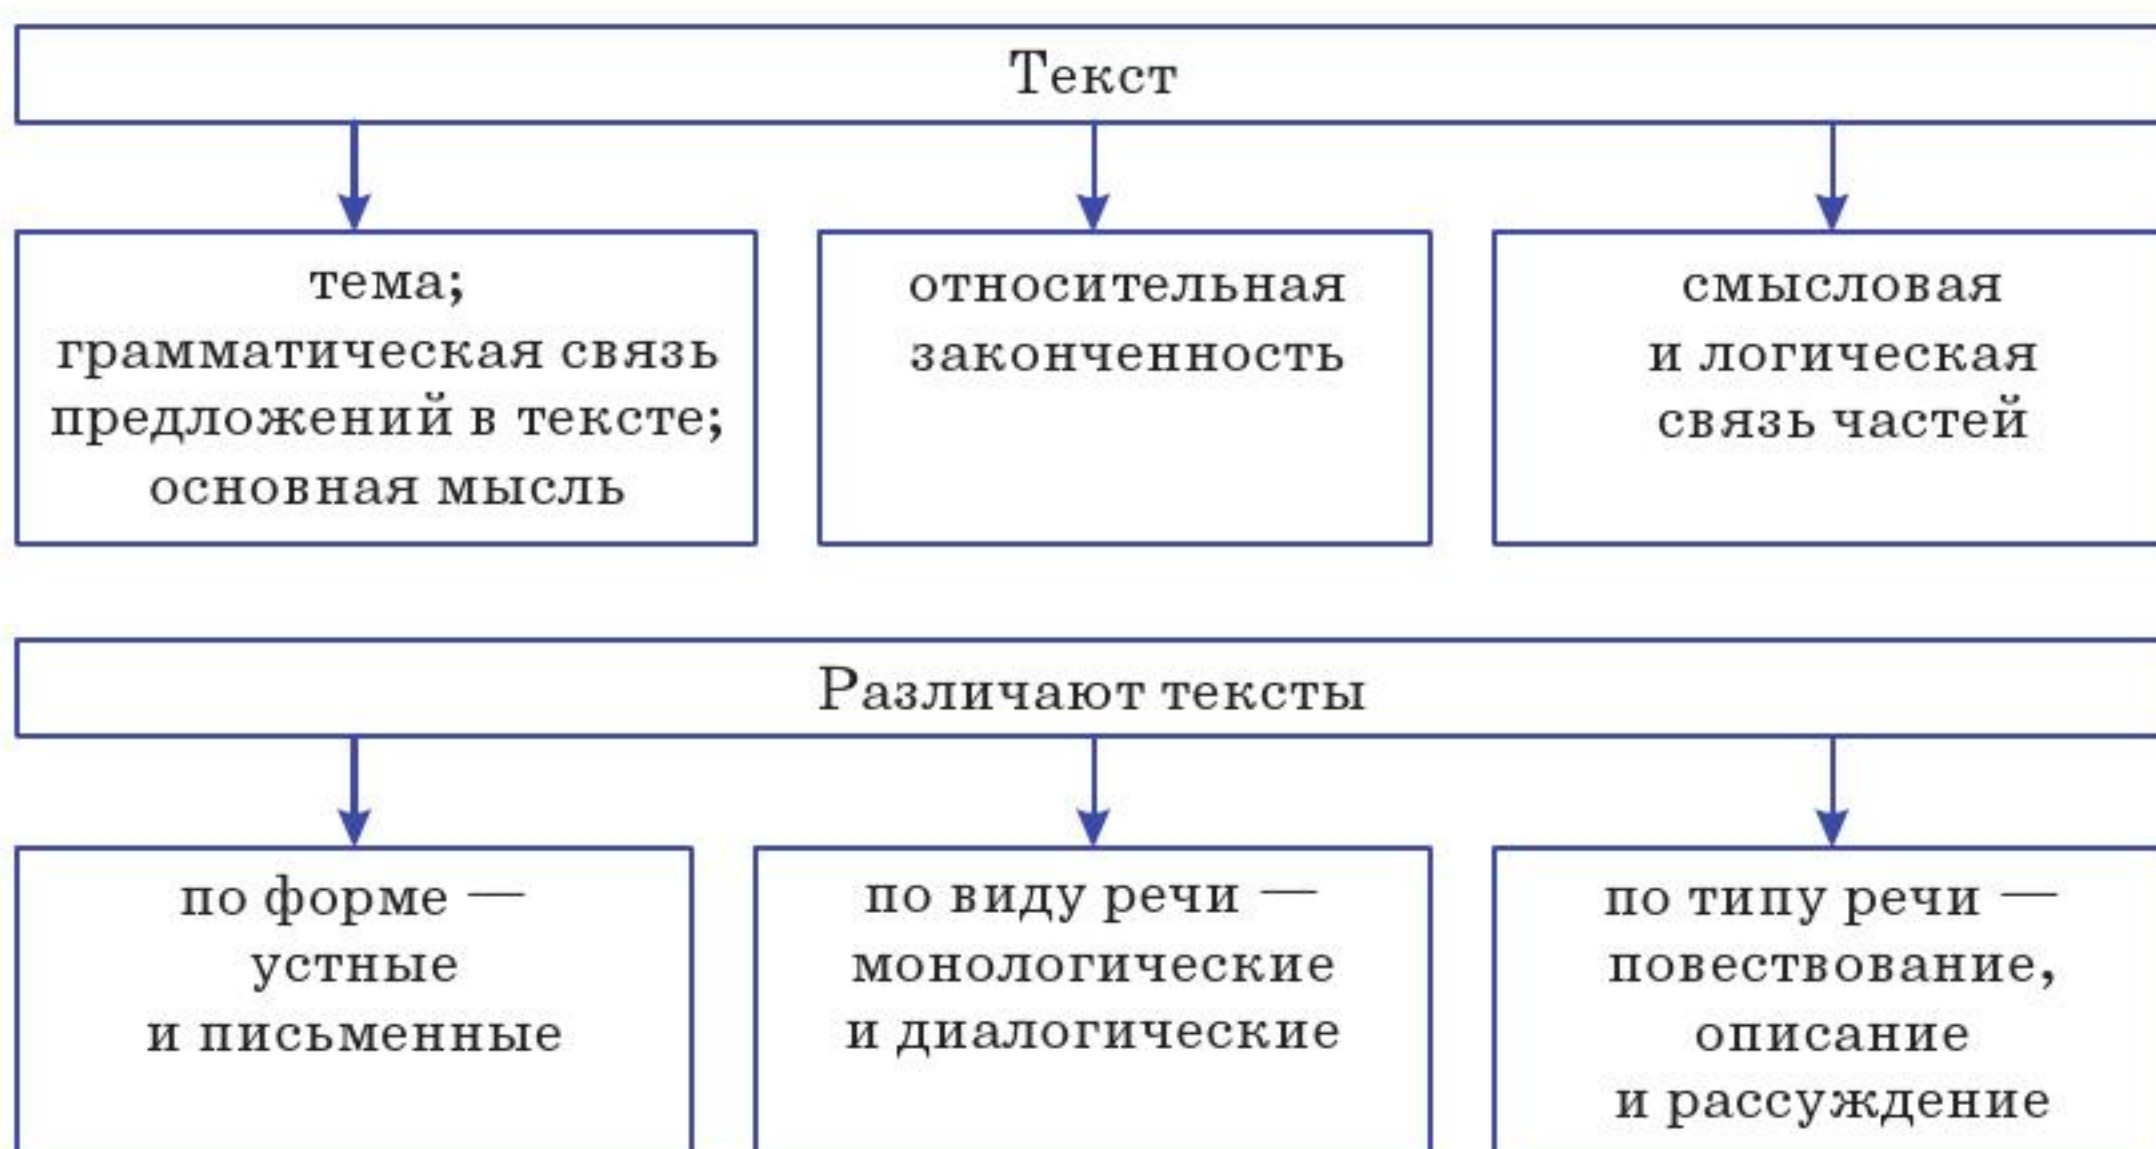 Текст
тема;
грамматическая связь
предложений в тексте;
основная мысль
относительная
законченность
смысловая
и логическая
связь частей
Различают тексты
по форме —
устные
и письменные
по виду речи —
монологические
и диалогические
по типу речи —
повествование,
описание
и рассуждение